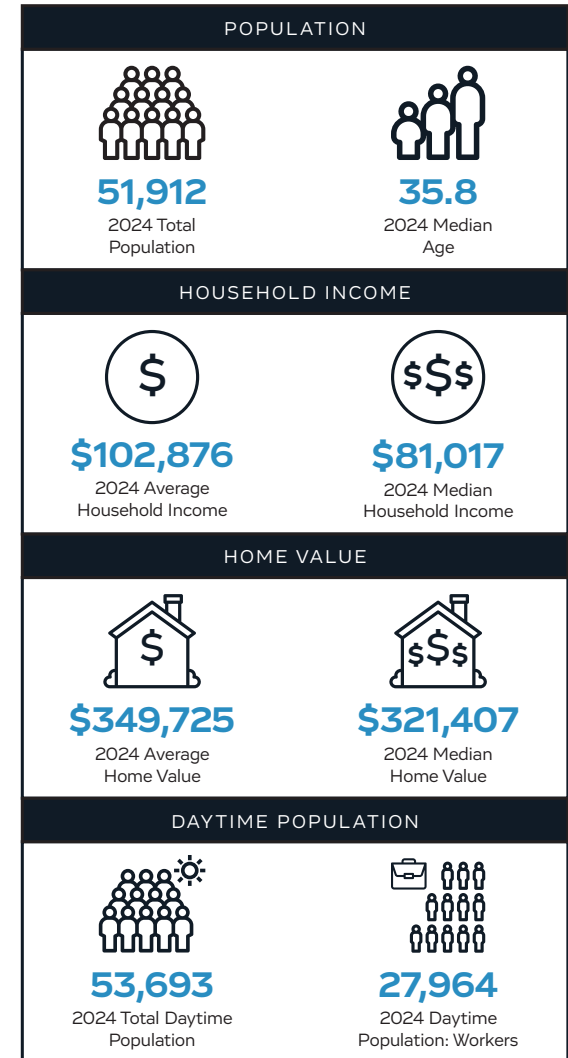 POPULATION
51,912
2024 Total
Population
35.8
2024 Median
Age
HOUSEHOLD INCOME
$
$102,876
2024 Average
Household Income
$$$
$81,017
2024 Median
Household Income
HOME VALUE
$
$349,725
2024 Average
Home Value
$$$
$321,407
2024 Median
Home Value
DAYTIME POPULATION
53,693
2024 Total Daytime
Population
27,964
2024 Daytime
Population: Workers